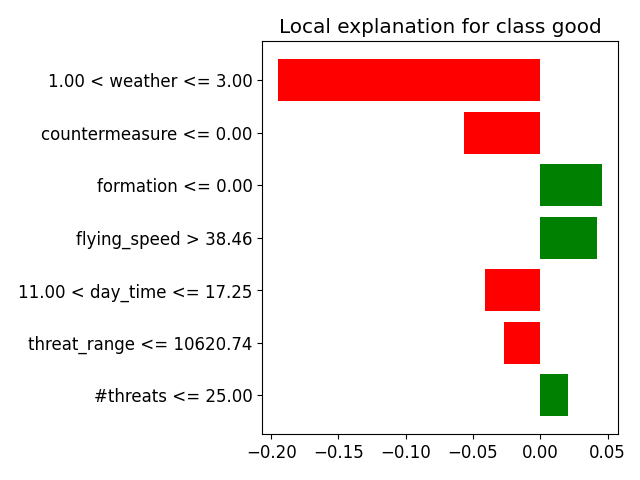 Local explanation for class good
1.00 < weather <= 3.00
countermeasure <= 0.00
formation <= 0.00
flying_speed > 38.46
11.00 < day_time <= 17.25
threat_range <= 10620.74
#threats <= 25.00
−0.20 −0.15 −0.10 −0.05 0.00 0.05